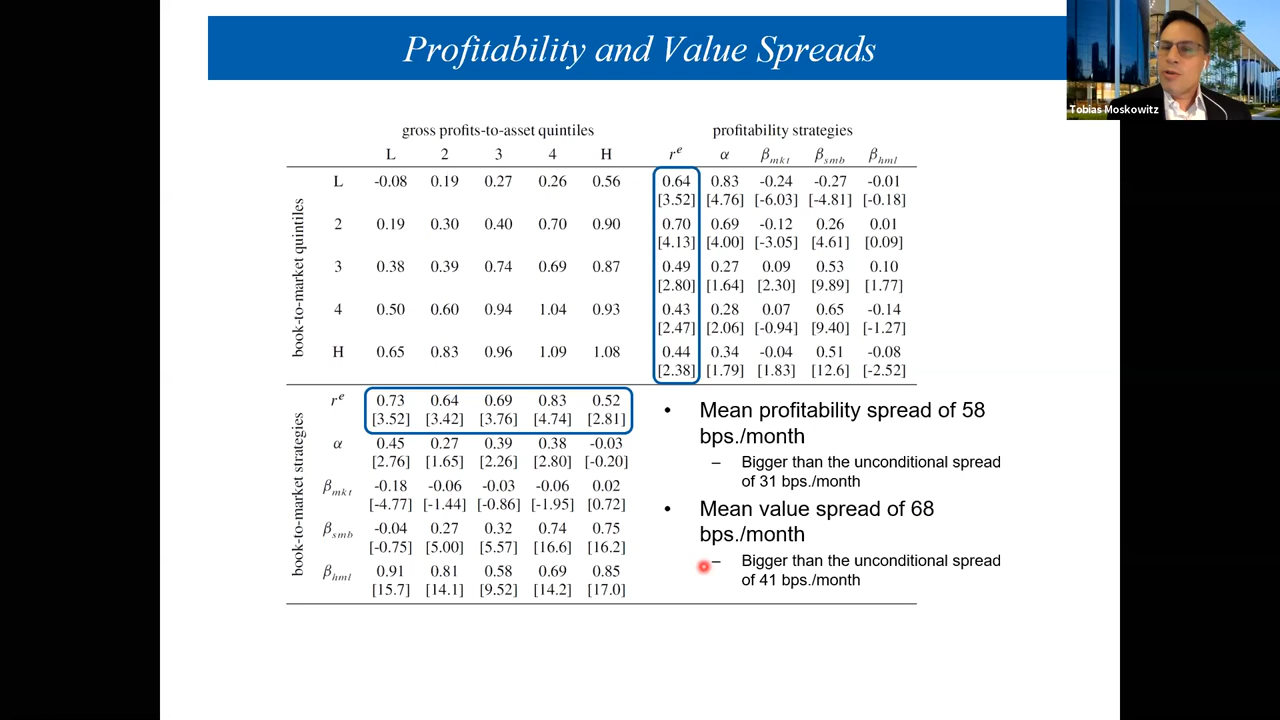 Profitability and Value Spreads
Tobias Moskowitz
gross profits-to-asset quintiles profitability strategies
L 2 3 4 H rᵉ α βmkt βsmb βhml
book-to-market quintiles
L -0.08 0.19 0.27 0.26 0.56 0.64 0.83 -0.24 -0.27 -0.01
[3.52] [4.76] [-6.03] [-4.81] [-0.18]
2 0.19 0.30 0.40 0.70 0.90 0.70 0.69 -0.12 0.26 0.01
[4.13] [4.00] [-3.05] [4.61] [0.09]
3 0.38 0.39 0.74 0.69 0.87 0.49 0.27 0.09 0.53 0.10
[2.80] [1.64] [2.30] [9.89] [1.77]
4 0.50 0.60 0.94 1.04 0.93 0.43 0.28 0.07 0.65 -0.14
[2.47] [2.06] [-0.94] [9.40] [-1.27]
H 0.65 0.83 0.96 1.09 1.08 0.44 0.34 -0.04 0.51 -0.08
[2.38] [1.79] [1.83] [12.6] [-2.52]
book-to-market strategies
rᵉ 0.73 0.64 0.69 0.83 0.52
[3.52] [3.42] [3.76] [4.74] [2.81]
α 0.45 0.27 0.39 0.38 -0.03
[2.76] [1.65] [2.26] [2.80] [-0.20]
βmkt -0.18 -0.06 -0.03 -0.06 0.02
[-4.77] [-1.44] [-0.86] [-1.95] [0.72]
βsmb -0.04 0.27 0.32 0.74 0.75
[-0.75] [5.00] [5.57] [16.6] [16.2]
βhml 0.91 0.81 0.58 0.69 0.85
[15.7] [14.1] [9.52] [14.2] [17.0]
• Mean profitability spread of 58
bps./month
– Bigger than the unconditional spread
of 31 bps./month
• Mean value spread of 68
bps./month
– Bigger than the unconditional spread
of 41 bps./month